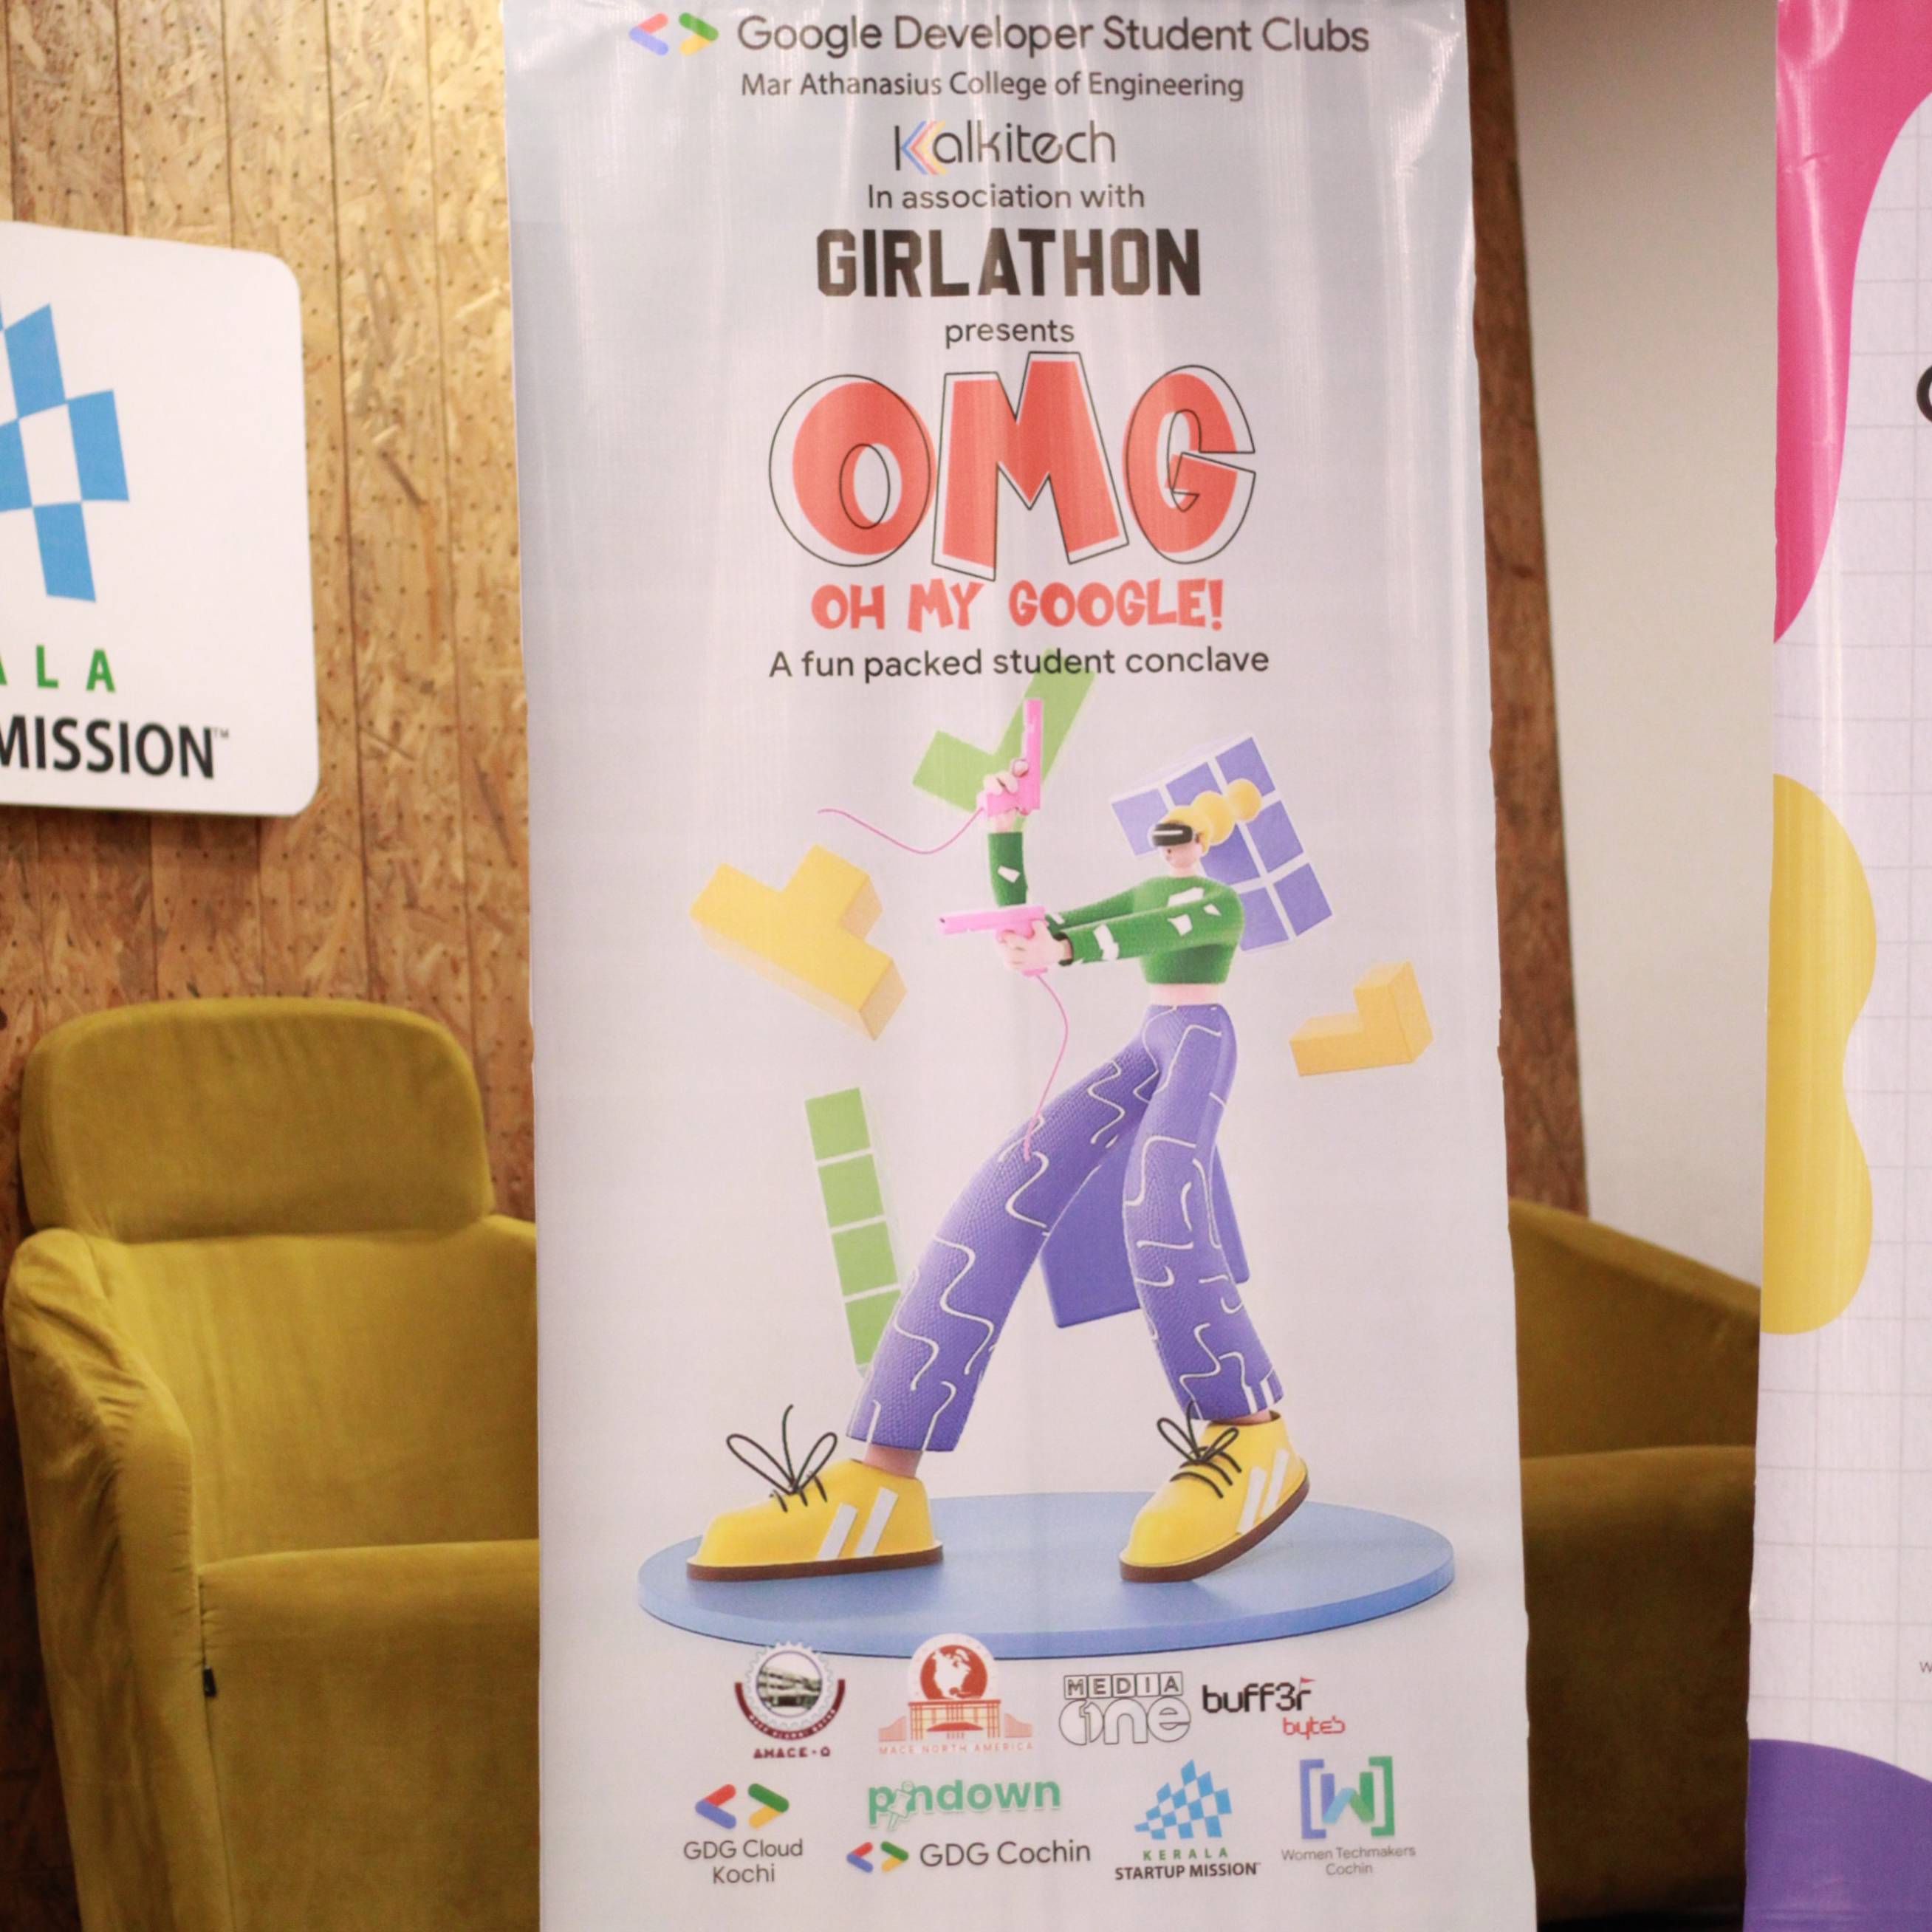 Google Developer Student Clubs
Mar Athanasius College of Engineering
Kalkitech
In association with
GIRLATHON
presents
OMG
OH MY GOOGLE!
A fun packed student conclave
AMACE-Q
MACE NORTH AMERICA
MEDIA
one
buff3r
bytes
GDG Cloud
Kochi
pindown
GDG Cochin
KERALA
STARTUP MISSION
Women Techmakers
Cochin
ALA
MISSION™